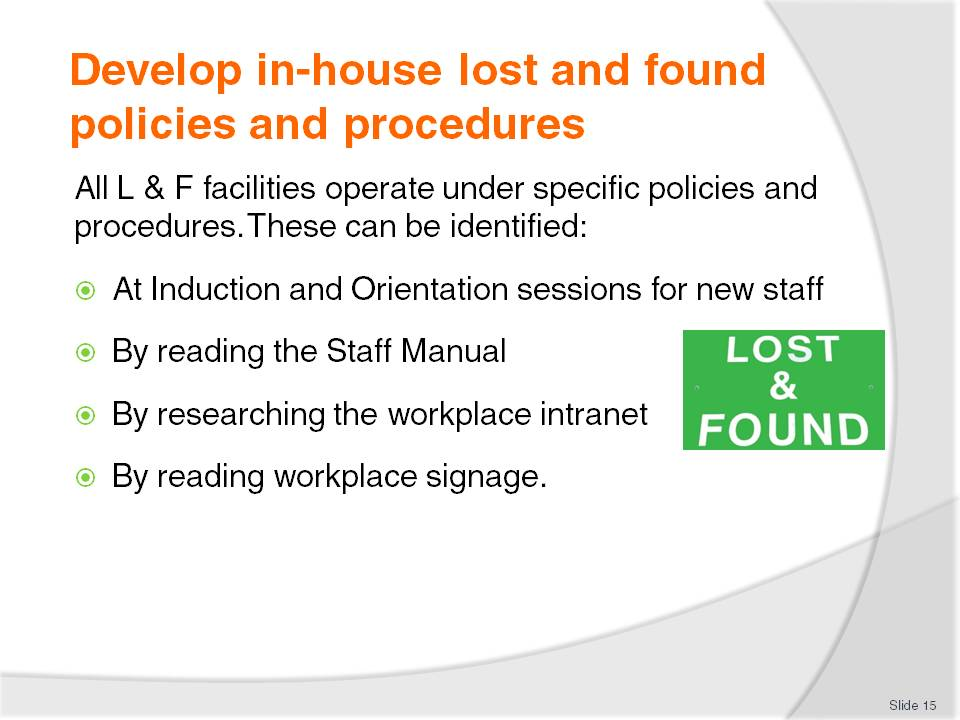 Develop in-house lost and found
policies and procedures
All L & F facilities operate under specific policies and
procedures. These can be identified:
At Induction and Orientation sessions for new staff
By reading the Staff Manual
By researching the workplace intranet
By reading workplace signage.
LOST
&
FOUND
Slide 15